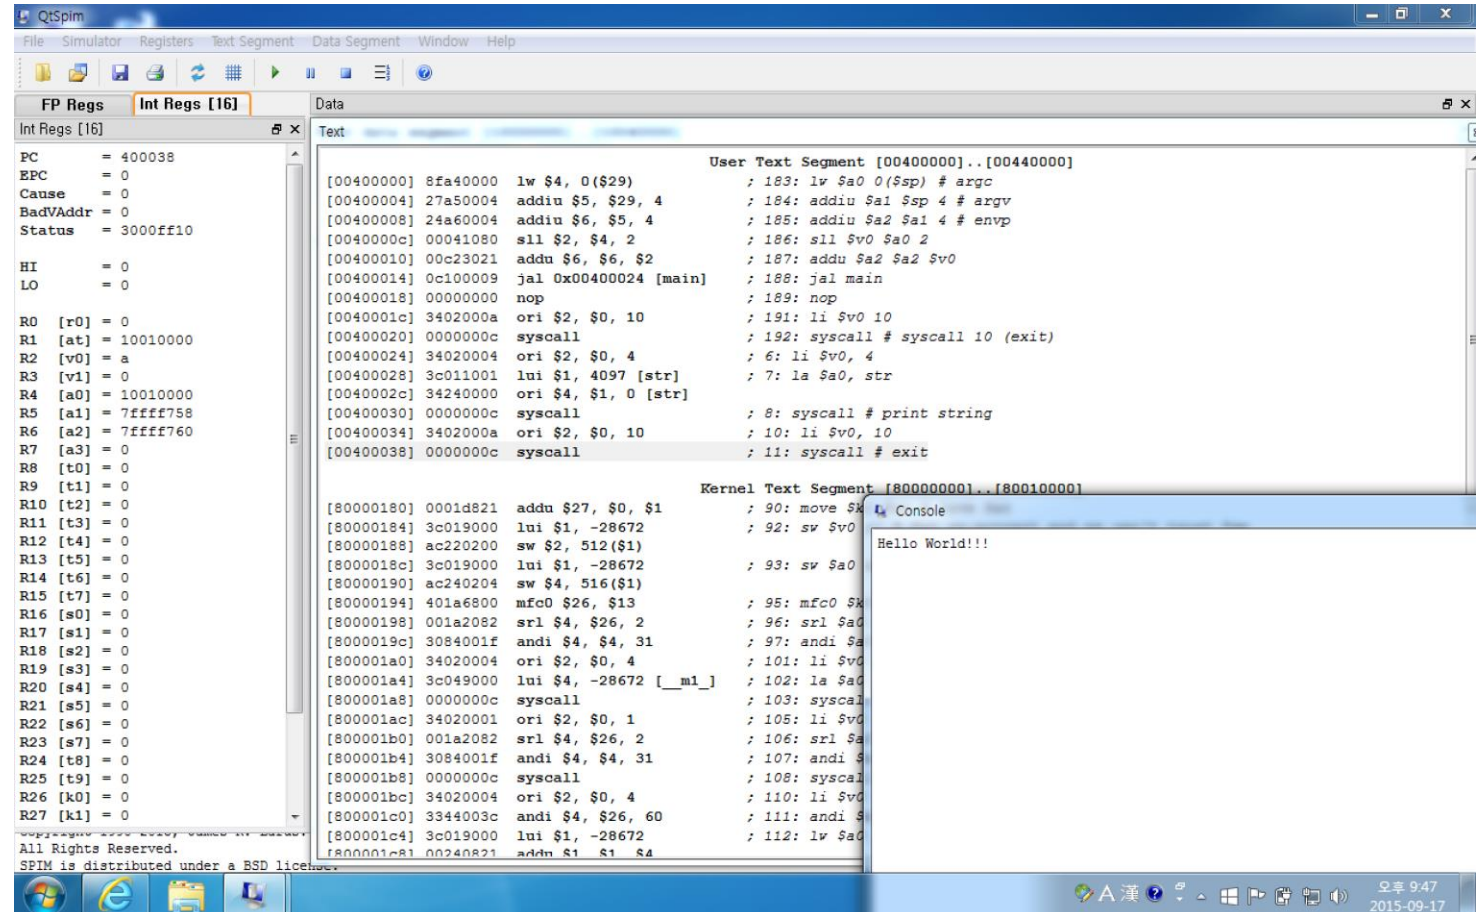 QtSpim
File Simulator Registers Text Segment Data Segment Window Help
FP Regs Int Regs [16] Data
Int Regs [16]
Text
PC = 400038
EPC = 0
Cause = 0
BadVAddr = 0
Status = 3000ff10
HI = 0
LO = 0
R0 [r0] = 0
R1 [at] = 10010000
R2 [v0] = a
R3 [v1] = 0
R4 [a0] = 10010000
R5 [a1] = 7ffff758
R6 [a2] = 7ffff760
R7 [a3] = 0
R8 [t0] = 0
R9 [t1] = 0
R10 [t2] = 0
R11 [t3] = 0
R12 [t4] = 0
R13 [t5] = 0
R14 [t6] = 0
R15 [t7] = 0
R16 [s0] = 0
R17 [s1] = 0
R18 [s2] = 0
R19 [s3] = 0
R20 [s4] = 0
R21 [s5] = 0
R22 [s6] = 0
R23 [s7] = 0
R24 [t8] = 0
R25 [t9] = 0
R26 [k0] = 0
R27 [k1] = 0
All Rights Reserved.
SPIM is distributed under a BSD license.
User Text Segment [00400000]..[00440000]
[00400000] 8fa40000 lw $4, 0($29) ; 183: lw $a0 0($sp) # argc
[00400004] 27a50004 addiu $5, $29, 4 ; 184: addiu $a1 $sp 4 # argv
[00400008] 24a60004 addiu $6, $5, 4 ; 185: addiu $a2 $a1 4 # envp
[0040000c] 00041080 sll $2, $4, 2 ; 186: sll $v0 $a0 2
[00400010] 00c23021 addu $6, $6, $2 ; 187: addu $a2 $a2 $v0
[00400014] 0c100009 jal 0x00400024 [main] ; 188: jal main
[00400018] 00000000 nop ; 189: nop
[0040001c] 3402000a ori $2, $0, 10 ; 191: li $v0 10
[00400020] 0000000c syscall ; 192: syscall # syscall 10 (exit)
[00400024] 34020004 ori $2, $0, 4 ; 6: li $v0, 4
[00400028] 3c011001 lui $1, 4097 [str] ; 7: la $a0, str
[0040002c] 34240000 ori $4, $1, 0 [str]
[00400030] 0000000c syscall ; 8: syscall # print string
[00400034] 3402000a ori $2, $0, 10 ; 10: li $v0, 10
[00400038] 0000000c syscall ; 11: syscall # exit
Kernel Text Segment [80000000]..[80010000]
[80000180] 0001d821 addu $27, $0, $1 ; 90: move $k
[80000184] 3c019000 lui $1, -28672 ; 92: sw $v0
[80000188] ac220200 sw $2, 512($1)
[8000018c] 3c019000 lui $1, -28672 ; 93: sw $a0
[80000190] ac240204 sw $4, 516($1)
[80000194] 401a6800 mfc0 $26, $13 ; 95: mfc0 $k
[80000198] 001a2082 srl $4, $26, 2 ; 96: srl $a0
[8000019c] 3084001f andi $4, $4, 31 ; 97: andi $a
[800001a0] 34020004 ori $2, $0, 4 ; 101: li $v0
[800001a4] 3c049000 lui $4, -28672 [__m1_] ; 102: la $a0
[800001a8] 0000000c syscall ; 103: syscal
[800001ac] 34020001 ori $2, $0, 1 ; 105: li $v0
[800001b0] 001a2082 srl $4, $26, 2 ; 106: srl $a
[800001b4] 3084001f andi $4, $4, 31 ; 107: andi $
[800001b8] 0000000c syscall ; 108: syscal
[800001bc] 34020004 ori $2, $0, 4 ; 110: li $v0
[800001c0] 3344003c andi $4, $26, 60 ; 111: andi $
[800001c4] 3c019000 lui $1, -28672 ; 112: lw $a0
[800001c8] 00240821 addu $1, $1, $4
Console
Hello World!!!
A 漢
오후 9:47
2015-09-17